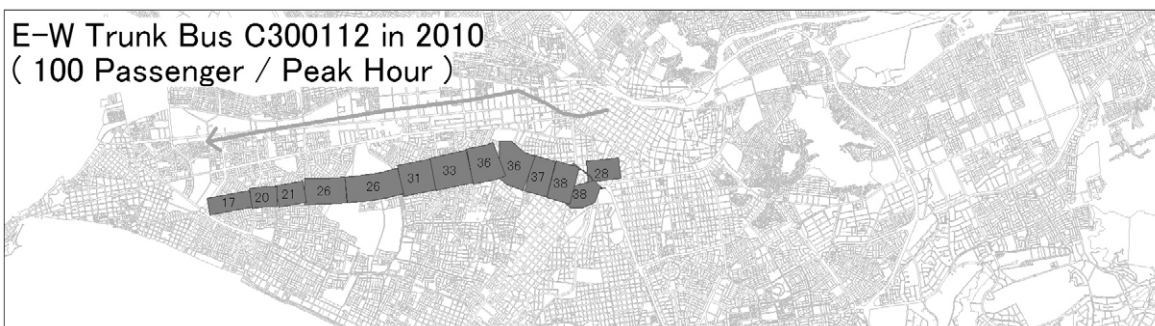 E-W Trunk Bus C300112 in 2010
( 100 Passenger / Peak Hour )
17 20 21 26 26 31 33 36 36 37 38 38 28